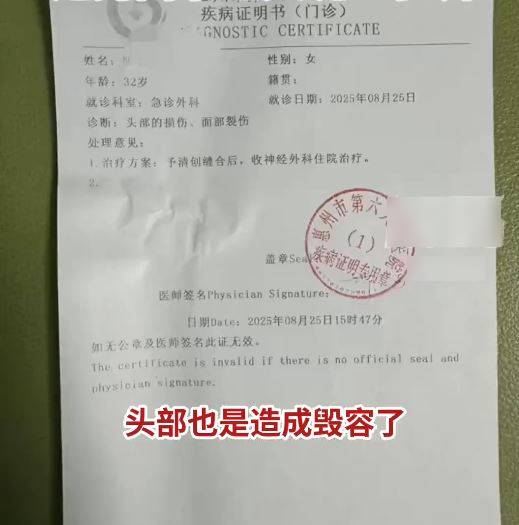 疾病证明书（门诊）
GNOSTIC CERTIFICATE
姓名: 性别: 女
年龄: 32岁 籍贯:
就诊科室: 急诊外科 就诊日期: 2025年08月25日
诊断: 头部的损伤、面部裂伤
处理意见:
1.治疗方案: 予清创缝合后，收神经外科住院治疗。
2.
惠州市第六
(1)
疾病证明专用章
盖章Seal
医师签名Physician Signature:
日期Date: 2025年08月25日15时47分
如无公章及医师签名此证无效。
The certificate is invalid if there is no official seal and
physician signature.
头部也是造成毁容了